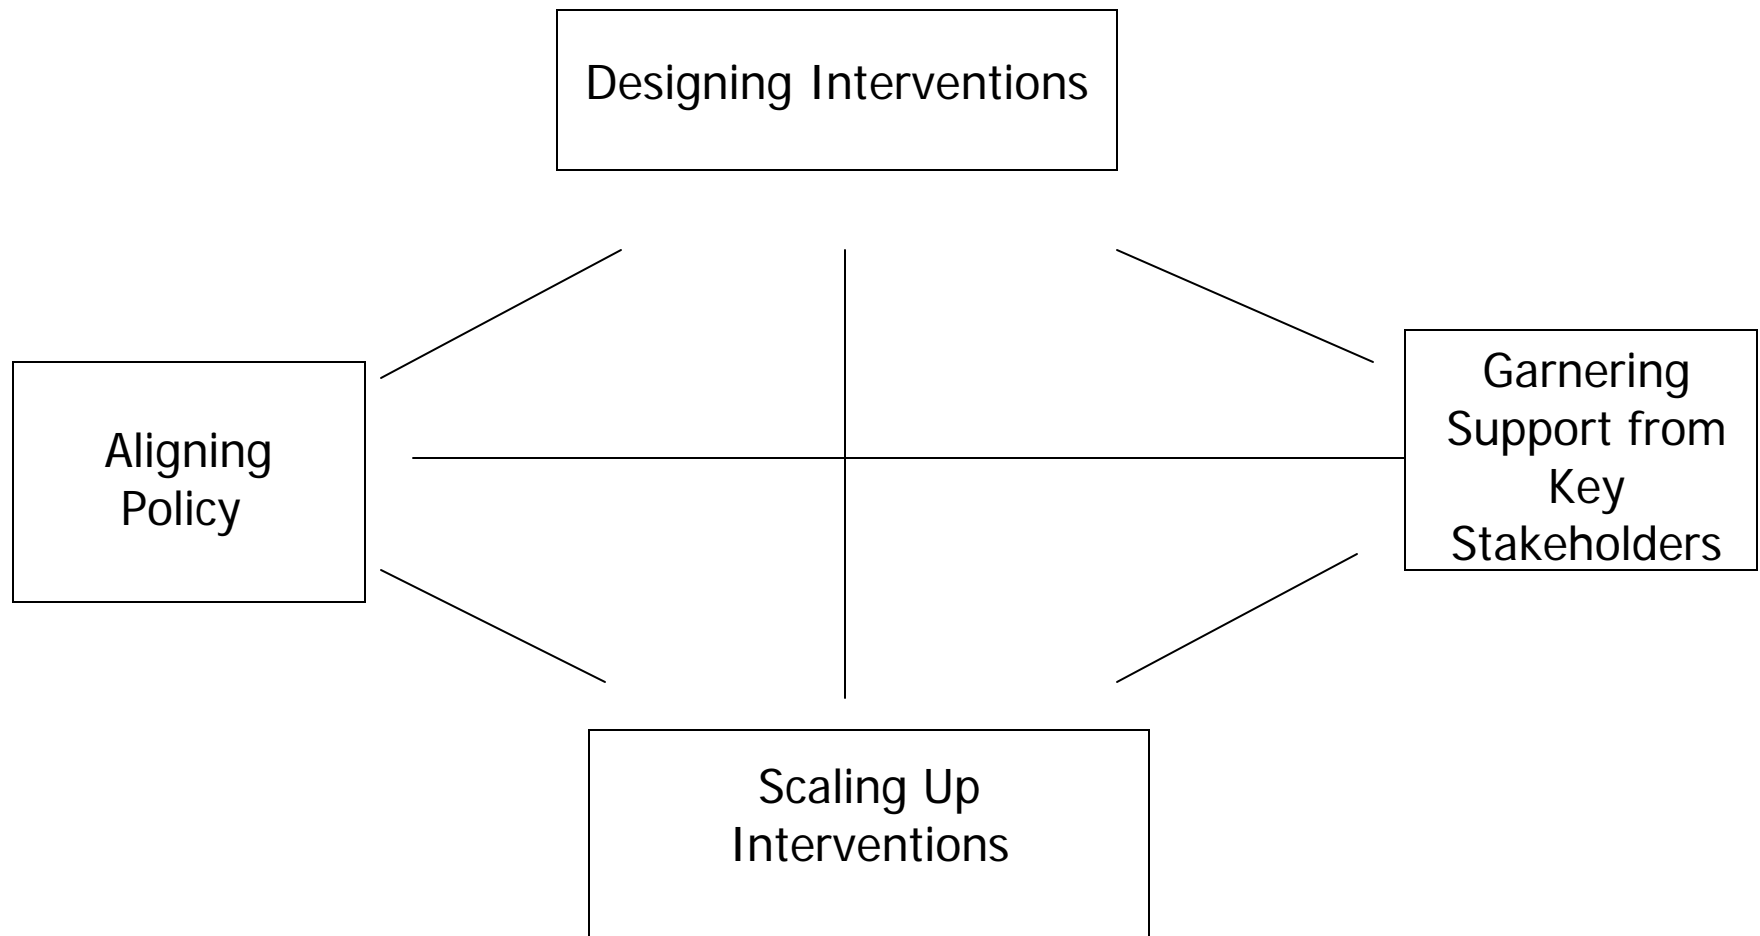 Designing Interventions
Aligning
Policy
Garnering
Support from
Key
Stakeholders
Scaling Up
Interventions